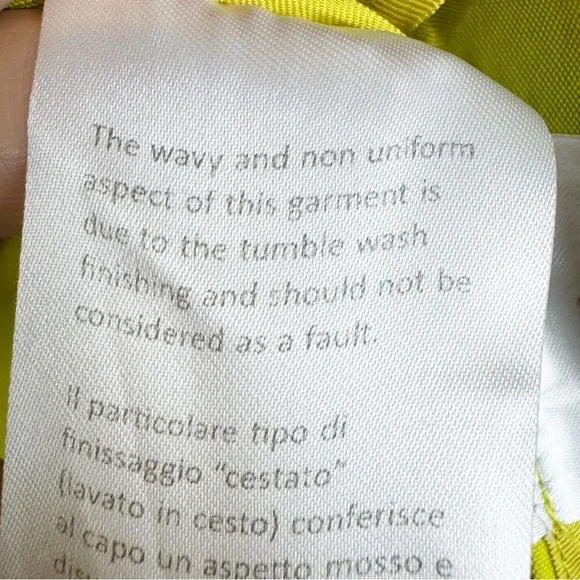 The wavy and non uniform
aspect of this garment is
due to the tumble wash
finishing and should not be
considered as a fault.
Il particolare tipo di
finissaggio "cestato"
(lavato in cesto) conferisce
al capo un aspetto mosso e